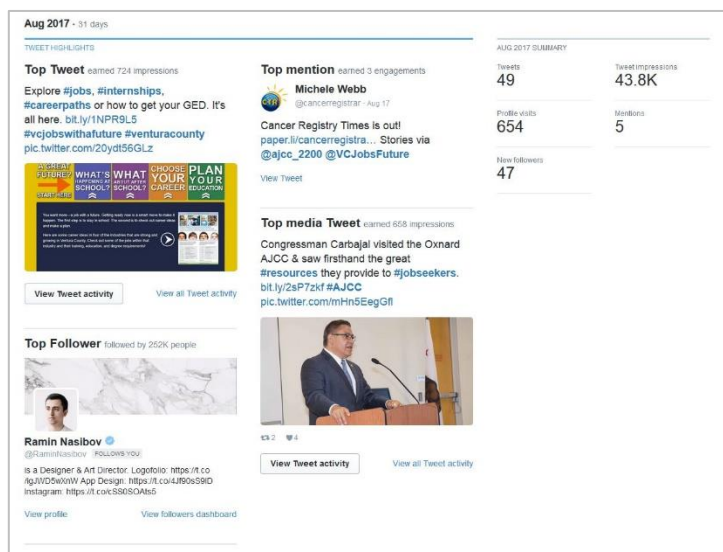 Aug 2017 • 31 days
TWEET HIGHLIGHTS
Top Tweet earned 724 impressions
Explore #jobs, #internships,
#careerpaths or how to get your GED. It's
all here. bit.ly/1NPR9L5
#vcjobswithafuture #venturacounty
pic.twitter.com/20ydt56GLz
A GREAT
FUTURE?
START HERE
WHAT'S
HAPPENING AT
SCHOOL?
WHAT
ABOUT AFTER
SCHOOL?
CHOOSE
YOUR
CAREER
PLAN
YOUR
EDUCATION
View Tweet activity
View all Tweet activity
Top Follower followed by 252K people
Ramin Nasibov
@RaminNasibov FOLLOWS YOU
is a Designer & Art Director. Logofolio: https://t.co
App Design: https://t.co/4Jf90sS9ID
Instagram: https://t.co/cSS0SOAts5
View profile
View followers dashboard
Top mention earned 3 engagements
CTR
Michele Webb
@cancerregistrar · Aug 17
Cancer Registry Times is out!
paper.li/cancerregistra… Stories via
@ajcc_2200 @VCJobsFuture
View Tweet
Top media Tweet earned 658 impressions
Congressman Carbajal visited the Oxnard
AJCC & saw firsthand the great
#resources they provide to #jobseekers.
bit.ly/2sP7zkf #AJCC
pic.twitter.com/mHn5EegGfl
2 4
View Tweet activity
View all Tweet activity
AUG 2017 SUMMARY
Tweets
49
Tweet impressions
43.8K
Profile visits
654
Mentions
5
New followers
47